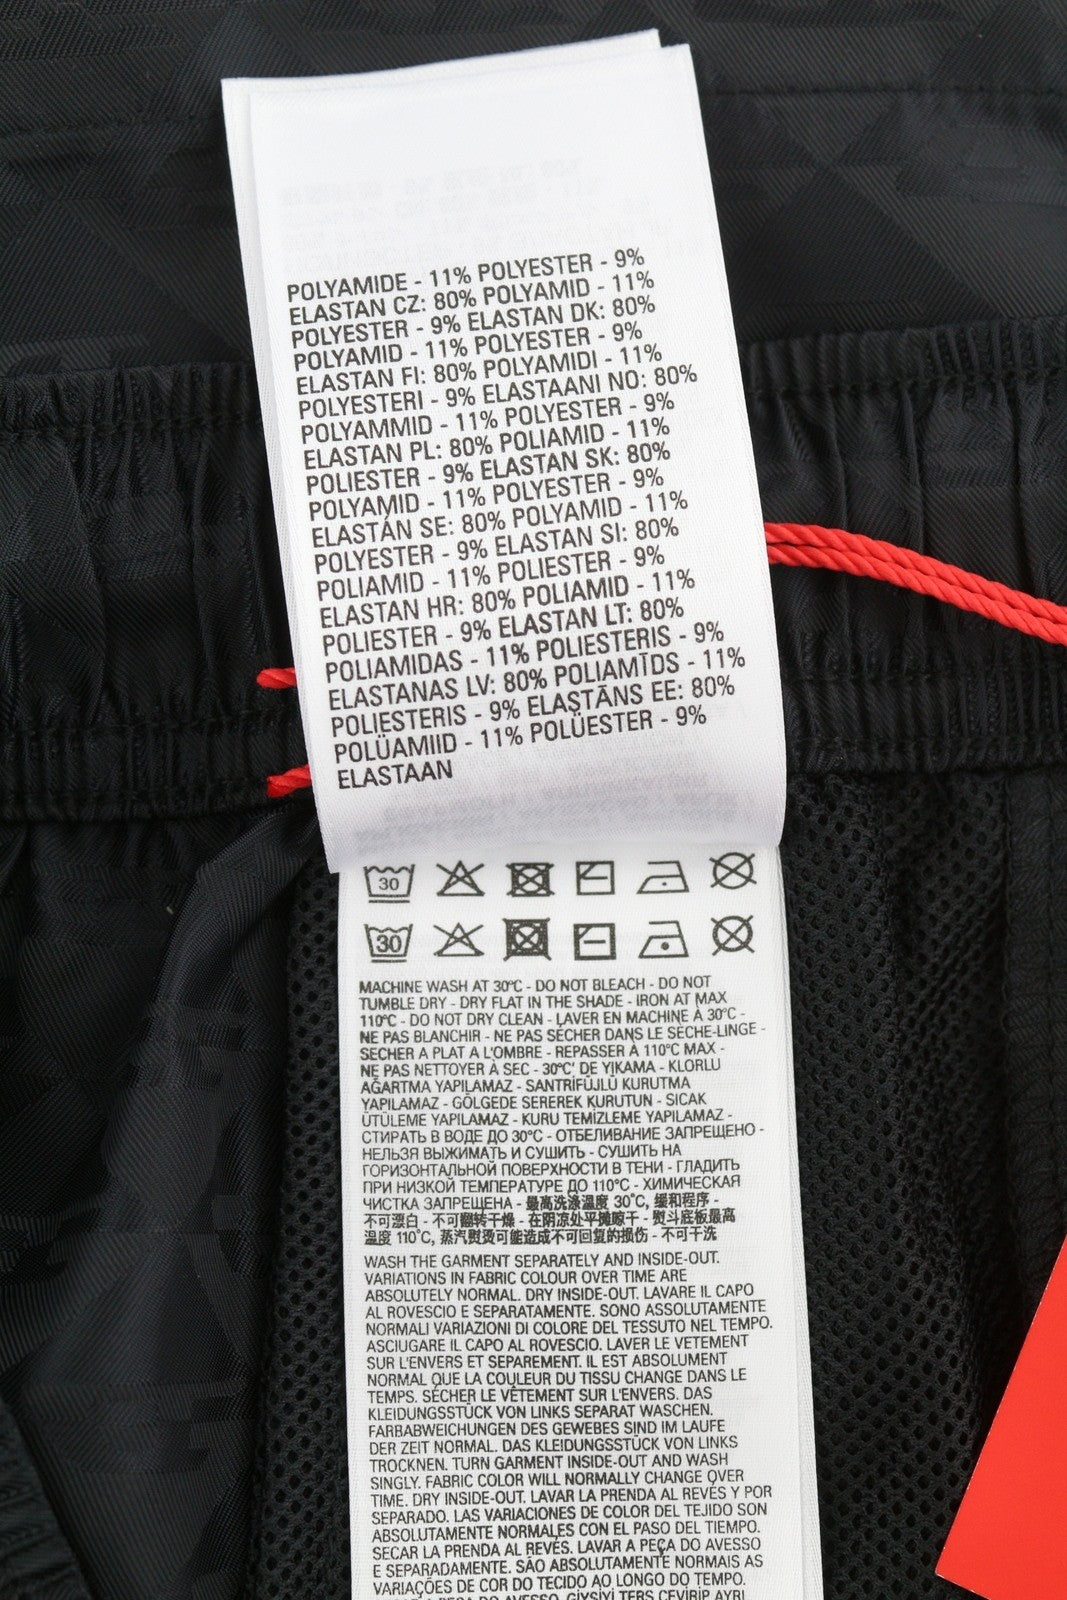 POLYAMIDE - 11% POLYESTER - 9%
ELASTAN CZ: 80% POLYAMID - 11%
POLYESTER - 9% ELASTAN DK: 80%
POLYAMID - 11% POLYESTER - 9%
ELASTAN FI: 80% POLYAMIDI - 11%
POLYESTERI - 9% ELASTAANI NO: 80%
POLYAMMID - 11% POLYESTER - 9%
ELASTAN PL: 80% POLIAMID - 11%
POLIESTER - 9% ELASTAN SK: 80%
POLYAMID - 11% POLYESTER - 9%
ELASTÁN SE: 80% POLYAMID - 11%
POLYESTER - 9% ELASTAN SI: 80%
POLIAMID - 11% POLIESTER - 9%
ELASTAN HR: 80% POLIAMID - 11%
POLIESTER - 9% ELASTAN LT: 80%
POLIAMIDAS - 11% POLIESTERIS - 9%
ELASTANAS LV: 80% POLIAMĪDS - 11%
POLIESTERIS - 9% ELASTĀNS EE: 80%
POLÜAMIID - 11% POLÜESTER - 9%
ELASTAAN
30
30
MACHINE WASH AT 30°C - DO NOT BLEACH - DO NOT
TUMBLE DRY - DRY FLAT IN THE SHADE - IRON AT MAX
110°C - DO NOT DRY CLEAN - LAVER EN MACHINE À 30°C -
NE PAS BLANCHIR - NE PAS SÉCHER DANS LE SECHE-LINGE -
SECHER A PLAT A L'OMBRE - REPASSER À 110°C MAX -
NE PAS NETTOYER À SEC - 30°C' DE YIKAMA - KLORLU
AĞARTMA YAPILAMAZ - SANTRİFÜJLÜ KURUTMA
YAPILAMAZ - GÖLGEDE SEREREK KURUTUN - SICAK
ÜTÜLEME YAPILAMAZ - KURU TEMİZLEME YAPILAMAZ -
СТИРАТЬ В ВОДЕ ДО 30°C - ОТБЕЛИВАНИЕ ЗАПРЕЩЕНО -
НЕЛЬЗЯ ВЫЖИМАТЬ И СУШИТЬ - СУШИТЬ НА
ГОРИЗОНТАЛЬНОЙ ПОВЕРХНОСТИ В ТЕНИ - ГЛАДИТЬ
ПРИ НИЗКОЙ ТЕМПЕРАТУРЕ ДО 110°C - ХИМИЧЕСКАЯ
ЧИСТКА ЗАПРЕЩЕНА - 最高洗涤温度 30°C, 缓和程序 -
不可漂白 - 不可翻转干燥 - 在阴凉处平摊晾干 - 熨斗底板最高
温度 110°C, 蒸汽熨烫可能造成不可回复的损伤 - 不可干洗
WASH THE GARMENT SEPARATELY AND INSIDE-OUT.
VARIATIONS IN FABRIC COLOUR OVER TIME ARE
ABSOLUTELY NORMAL. DRY INSIDE-OUT. LAVARE IL CAPO
AL ROVESCIO E SEPARATAMENTE. SONO ASSOLUTAMENTE
NORMALI VARIAZIONI DI COLORE DEL TESSUTO NEL TEMPO.
ASCIUGARE IL CAPO AL ROVESCIO. LAVER LE VETEMENT
SUR L'ENVERS ET SEPAREMENT. IL EST ABSOLUMENT
NORMAL QUE LA COULEUR DU TISSU CHANGE DANS LE
TEMPS. SÉCHER LE VÊTEMENT SUR L'ENVERS. DAS
KLEIDUNGSSTÜCK VON LINKS SEPARAT WASCHEN.
FARBABWEICHUNGEN DES GEWEBES SIND IM LAUFE
DER ZEIT NORMAL. DAS KLEIDUNGSSTÜCK VON LINKS
TROCKNEN. TURN GARMENT INSIDE-OUT AND WASH
SINGLY. FABRIC COLOR WILL NORMALLY CHANGE OVER
TIME. DRY INSIDE-OUT. LAVAR LA PRENDA AL REVÉS Y POR
SEPARADO. LAS VARIACIONES DE COLOR DEL TEJIDO SON
ABSOLUTAMENTE NORMALES CON EL PASO DEL TIEMPO.
SECAR LA PRENDA AL REVÉS. LAVAR A PEÇA DO AVESSO
E SEPARADAMENTE. SÃO ABSOLUTAMENTE NORMAIS AS
VARIAÇÕES DE COR DO TECIDO AO LONGO DO TEMPO.
PEÇA DO AVESSO. GİYSİYİ TERS ÇEVİRİP AYRI